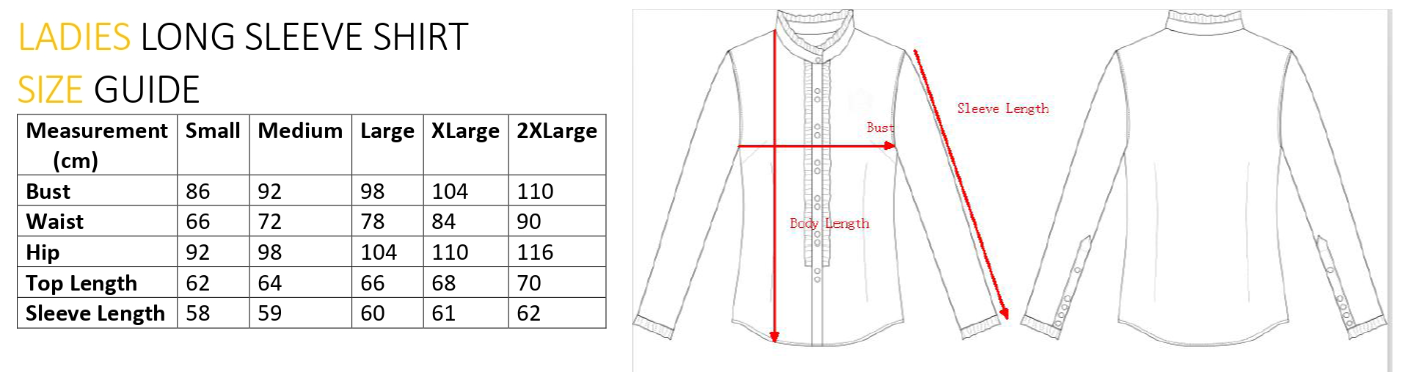 LADIES LONG SLEEVE SHIRT
SIZE GUIDE
Measurement (cm) Small Medium Large XLarge 2XLarge
Bust 86 92 98 104 110
Waist 66 72 78 84 90
Hip 92 98 104 110 116
Top Length 62 64 66 68 70
Sleeve Length 58 59 60 61 62
Sleeve Length
Bust
Body Length